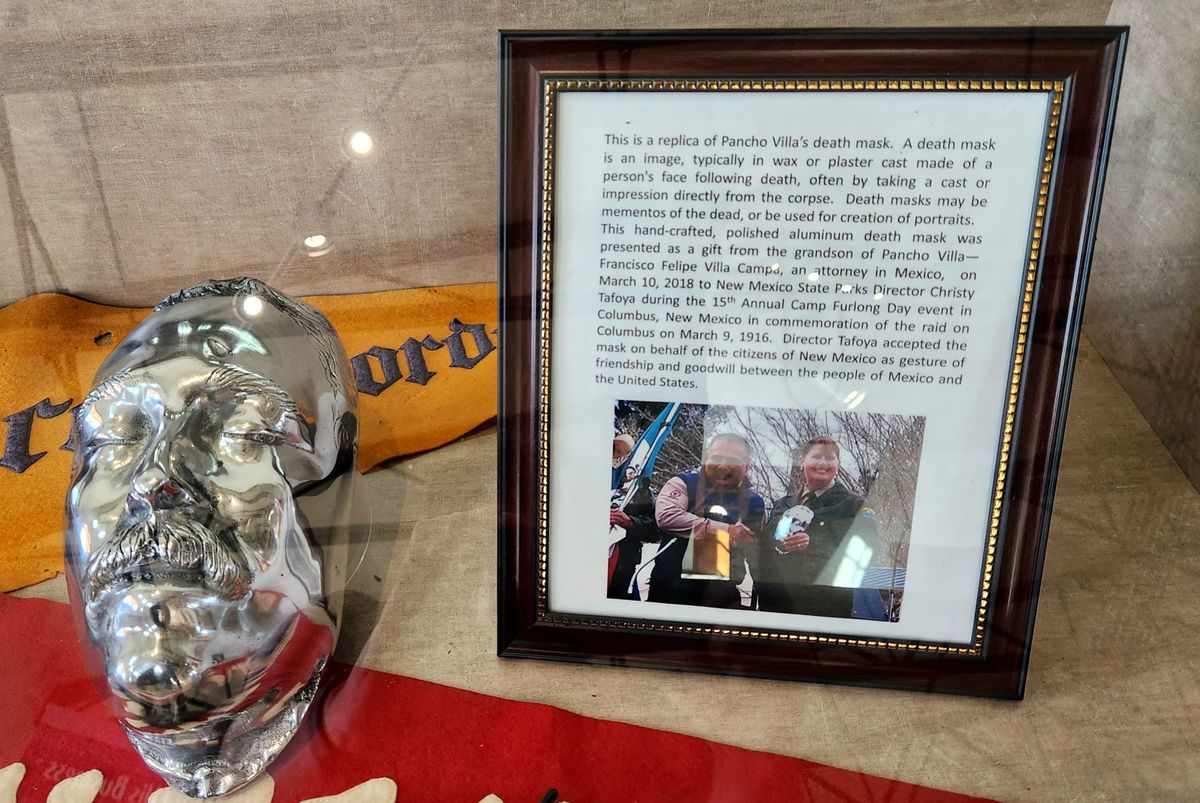 This is a replica of Pancho Villa's death mask.  A death mask
is an image, typically in wax or plaster cast made of a
person's face following death, often by taking a cast or
impression directly from the corpse.  Death masks may be
mementos of the dead, or be used for creation of portraits.
This hand-crafted, polished aluminum death mask was
presented as a gift from the grandson of Pancho Villa—
Francisco Felipe Villa Campa, an attorney in Mexico,  on
March 10, 2018 to New Mexico State Parks Director Christy
Tafoya during the 15th Annual Camp Furlong Day event in
Columbus, New Mexico in commemoration of the raid on
Columbus on March 9, 1916.  Director Tafoya accepted the
mask on behalf of the citizens of New Mexico as gesture of
friendship and goodwill between the people of Mexico and
the United States.